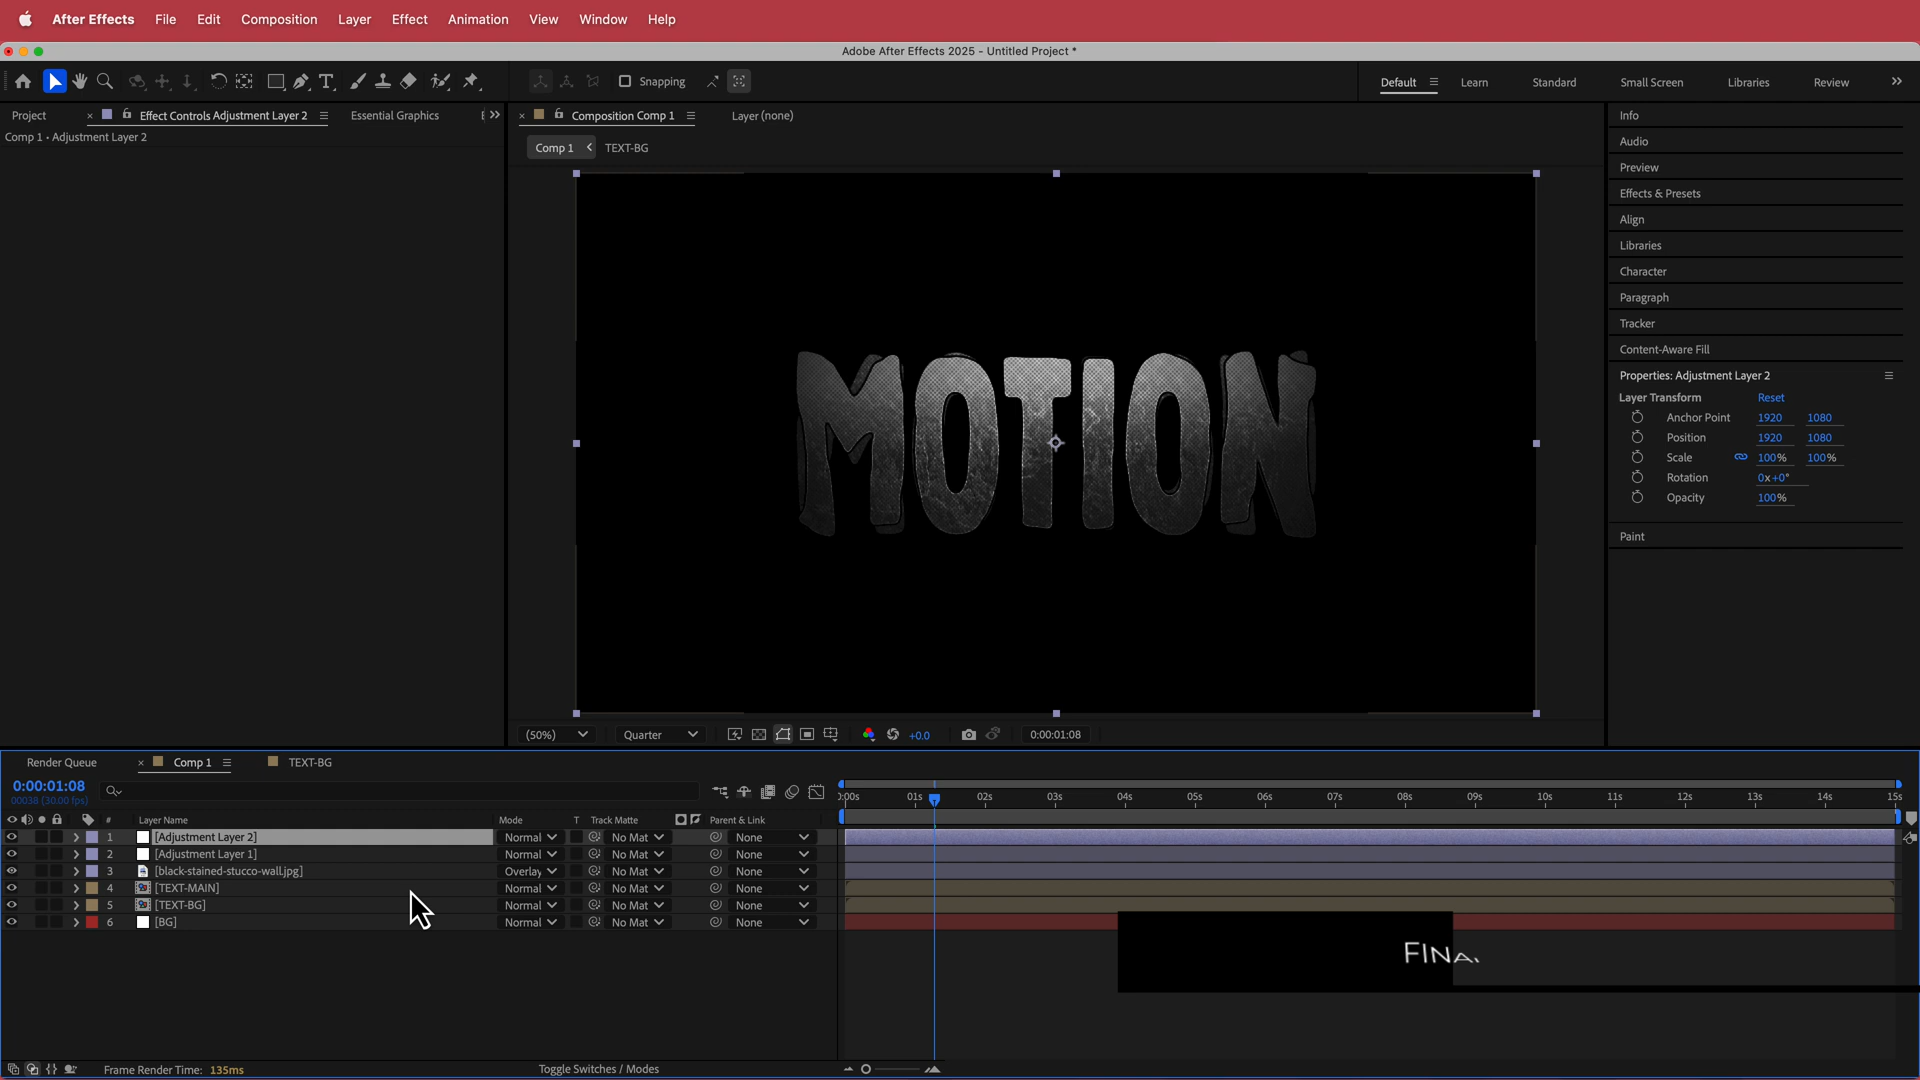 After Effects File Edit Composition Layer Effect Animation View Window Help
Adobe After Effects 2025 - Untitled Project *
Snapping Default Learn Standard Small Screen Libraries Review
Project Effect Controls Adjustment Layer 2 Essential Graphics
Composition Comp 1 Layer (none)
Comp 1 • Adjustment Layer 2
Comp 1 TEXT-BG
MOTION
Info
Audio
Preview
Effects & Presets
Align
Libraries
Character
Paragraph
Tracker
Content-Aware Fill
Properties: Adjustment Layer 2
Layer Transform Reset
Anchor Point 1920 1080
Position 1920 1080
Scale 100% 100%
Rotation 0x+0°
Opacity 100%
Paint
(50%) Quarter +0.0 0:00:01:08
Render Queue Comp 1 TEXT-BG
0:00:01:08
00038 (30.00 fps)
:00s 01s 02s 03s 04s 05s 06s 07s 08s 09s 10s 11s 12s 13s 14s 15s
# Layer Name Mode T Track Matte Parent & Link
1 [Adjustment Layer 2] Normal No Mat None
2 [Adjustment Layer 1] Normal No Mat None
3 [black-stained-stucco-wall.jpg] Overlay No Mat None
4 [TEXT-MAIN] Normal No Mat None
5 [TEXT-BG] Normal No Mat None
6 [BG] Normal No Mat None
FINA
Frame Render Time: 135ms Toggle Switches / Modes